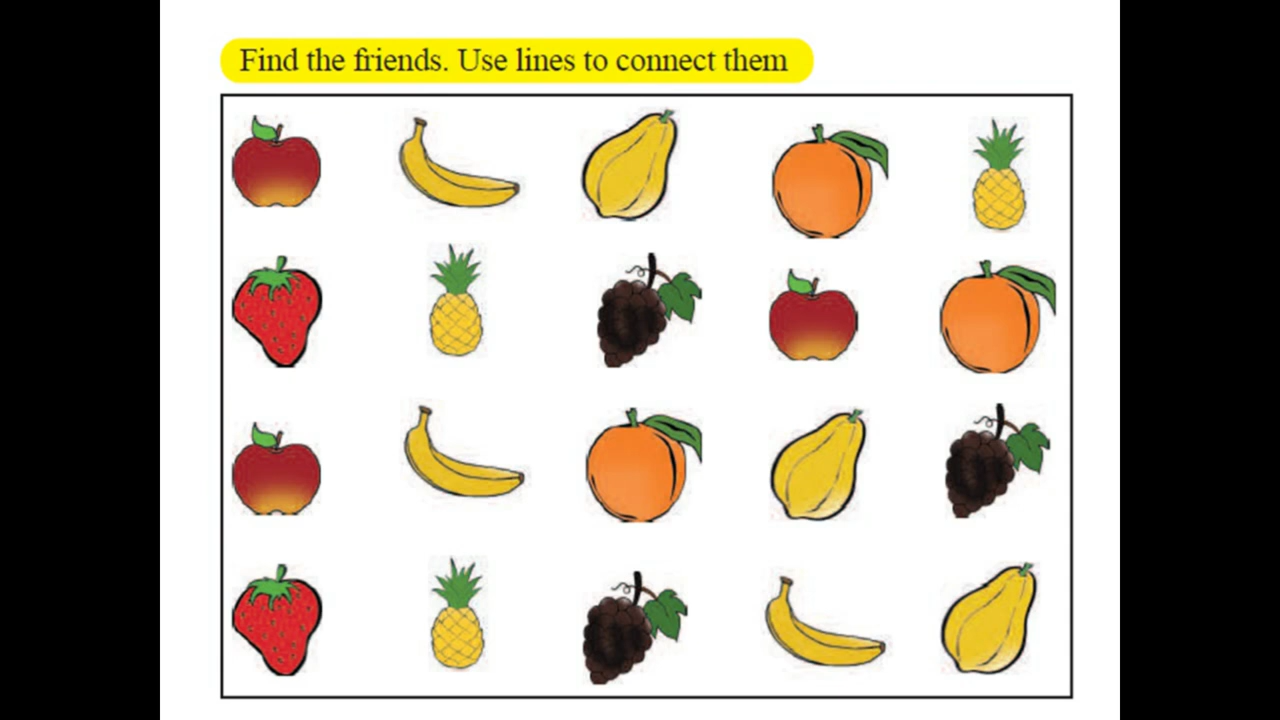 Find the friends. Use lines to connect them